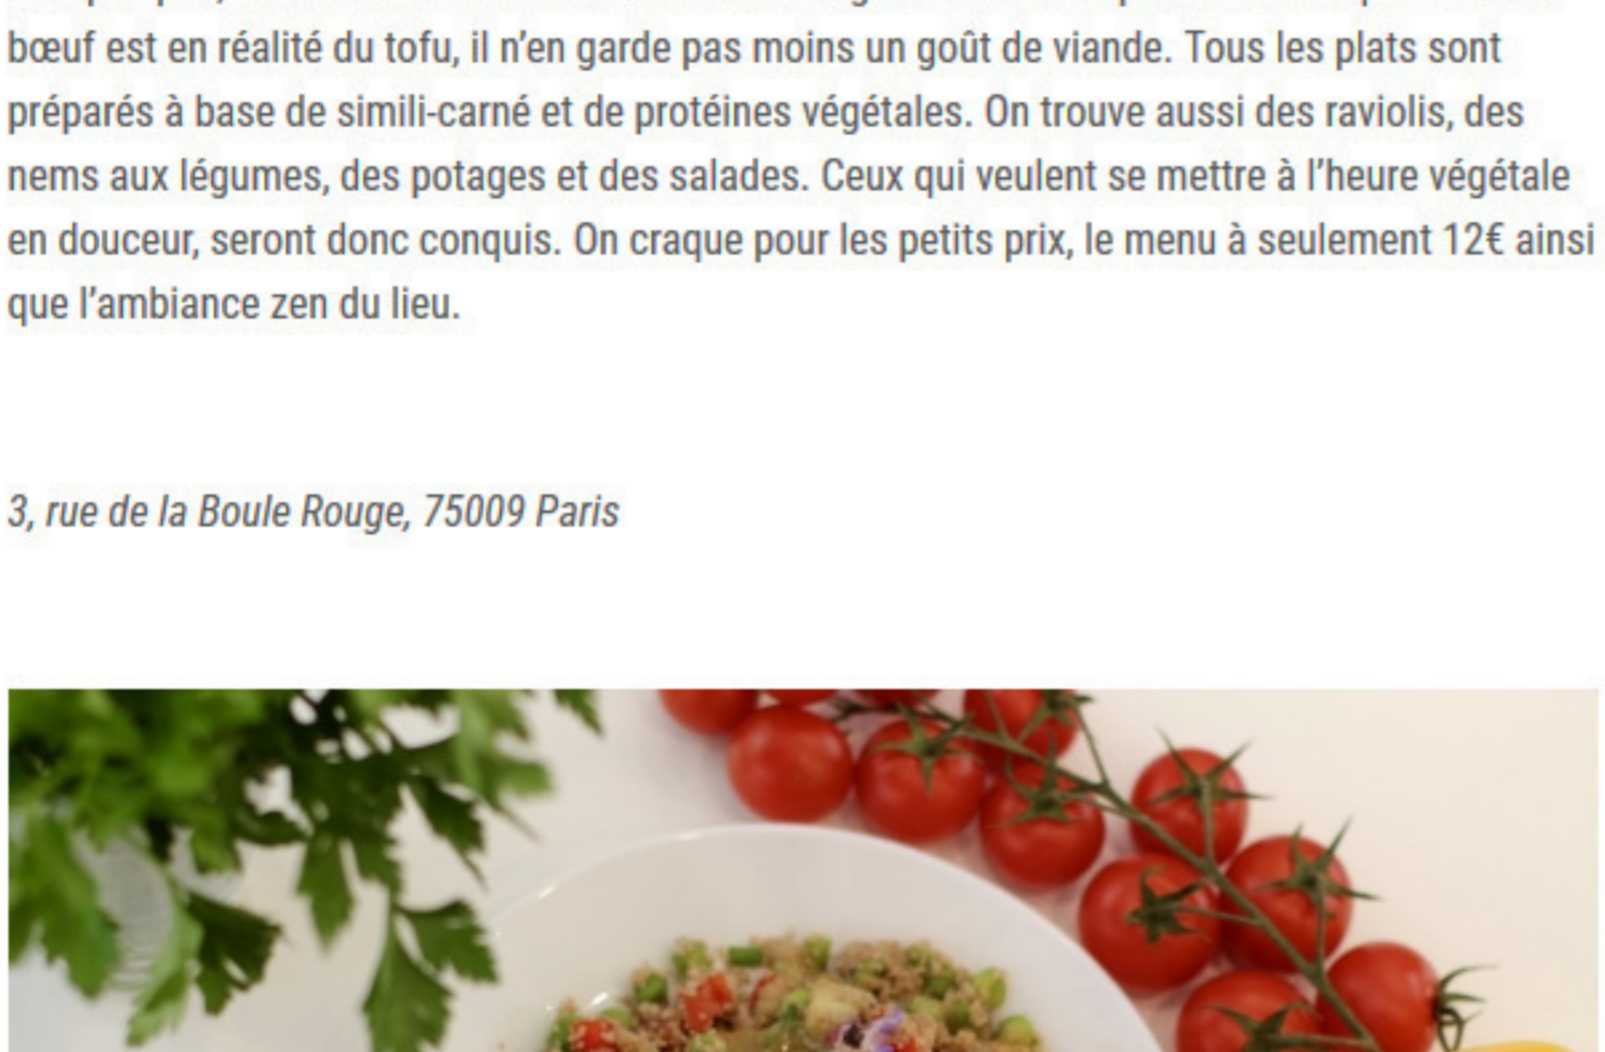 bœuf est en réalité du tofu, il n’en garde pas moins un goût de viande. Tous les plats sont
préparés à base de simili-carné et de protéines végétales. On trouve aussi des raviolis, des
nems aux légumes, des potages et des salades. Ceux qui veulent se mettre à l’heure végétale
en douceur, seront donc conquis. On craque pour les petits prix, le menu à seulement 12€ ainsi
que l’ambiance zen du lieu.
3, rue de la Boule Rouge, 75009 Paris